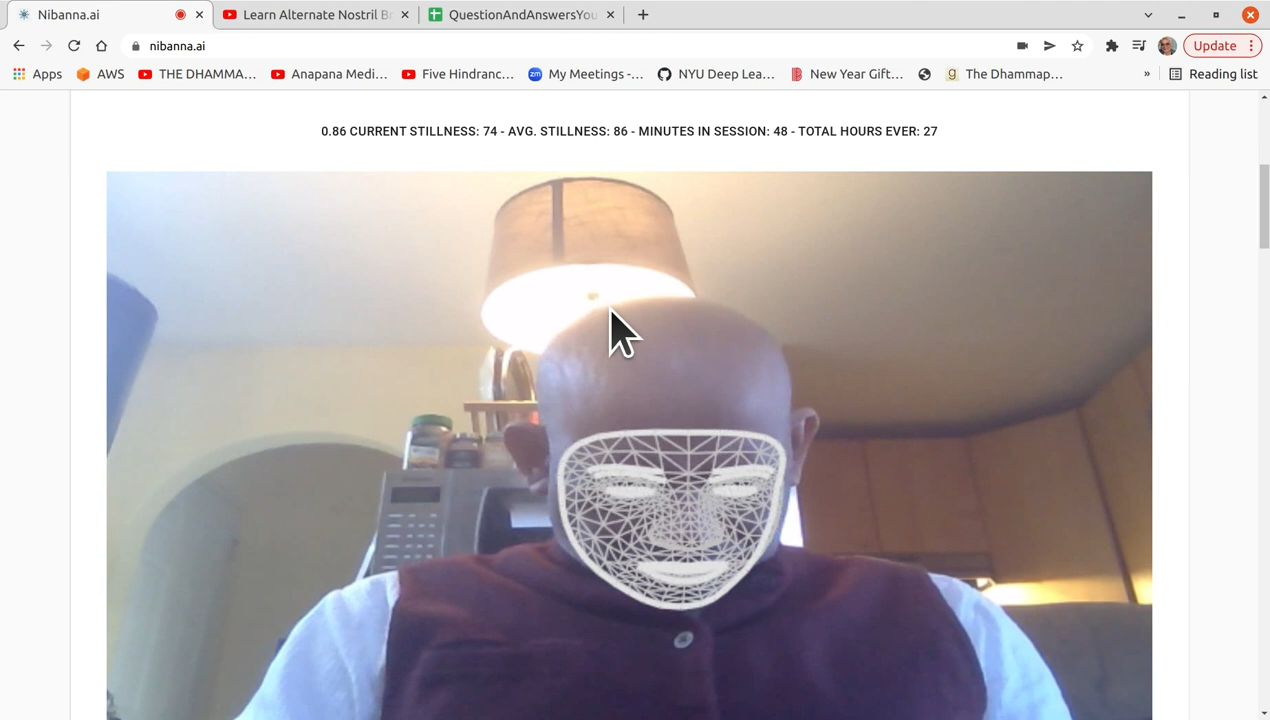 Nibanna.ai
Learn Alternate Nostril B
QuestionAndAnswersYou
nibanna.ai
Update
Apps
AWS
THE DHAMMA…
Anapana Medi…
Five Hindranc…
zm My Meetings -…
NYU Deep Lea…
New Year Gift…
g The Dhammap…
»
Reading list
0.86 CURRENT STILLNESS: 74 - AVG. STILLNESS: 86 - MINUTES IN SESSION: 48 - TOTAL HOURS EVER: 27